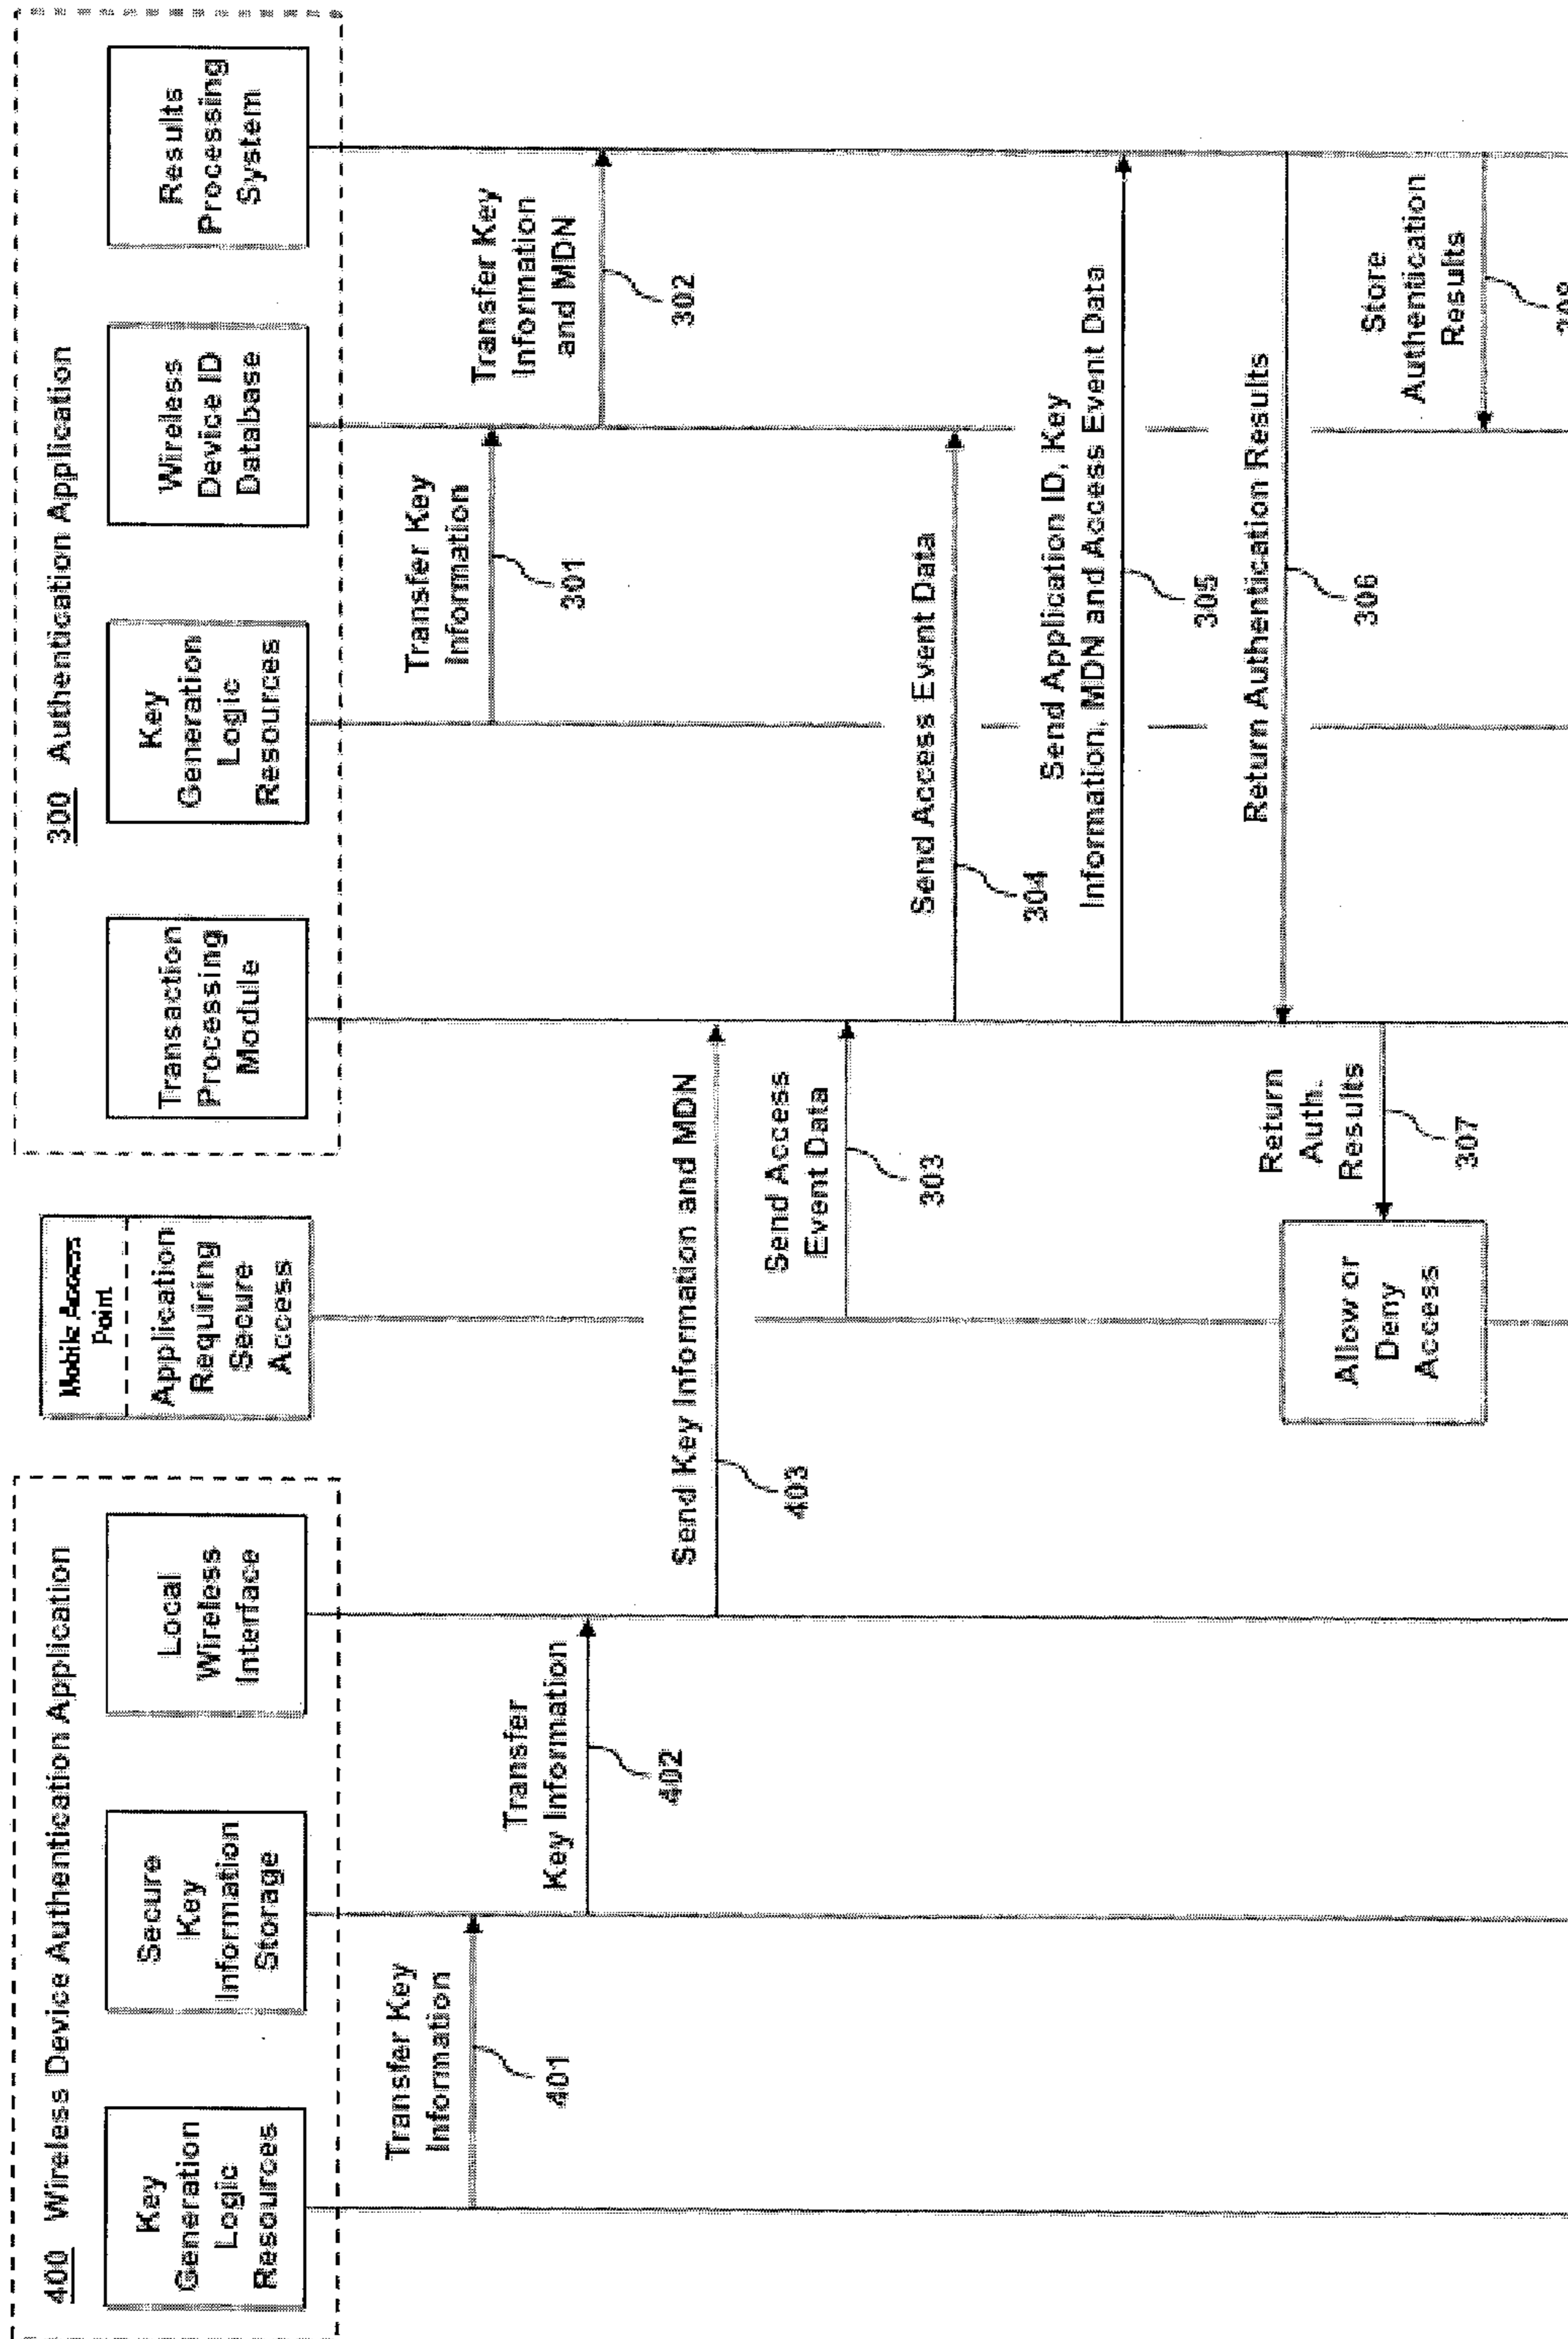 400 Wireless Device Authentication Application
Key
Generation
Logic
Resources
Secure
Key
Information
Storage
Local
Wireless
Interface
Mobile Access
Point
Application
Requiring
Secure
Access
300 Authentication Application
Transaction
Processing
Module
Key
Generation
Logic
Resources
Wireless
Device ID
Database
Results
Processing
System
Transfer Key
Information
401
Transfer
Key Information
402
Transfer Key
Information
301
Transfer Key
Information
and MDN
302
Send Key Information and MDN
403
Send Access
Event Data
303
Send Access Event Data
304
Send Application ID, Key
Information, MDN and Access Event Data
305
Return Authentication Results
306
Return
Auth.
Results
307
Allow or
Deny
Access
Store
Authentication
Results
308